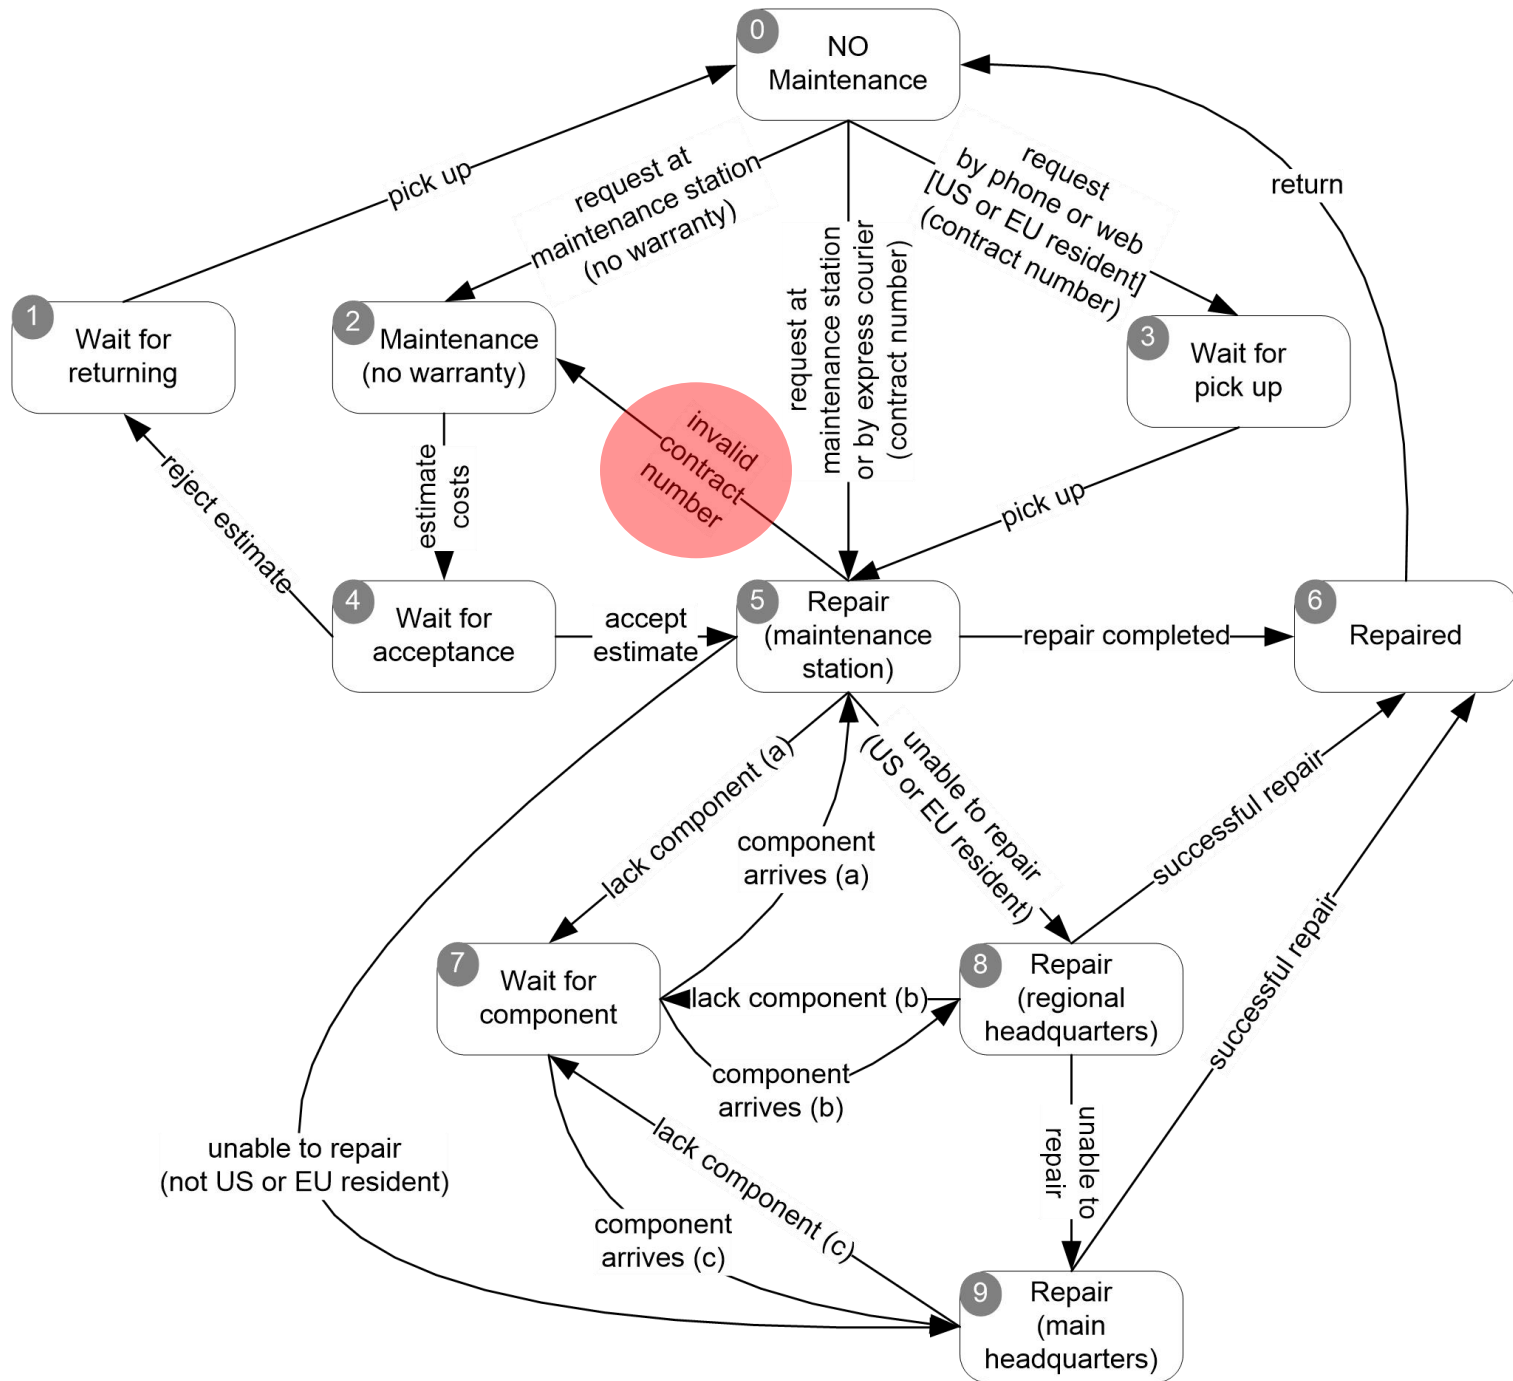 0
NO
Maintenance
pick up
request at
maintenance station
(no warranty)
request at
maintenance station
or by express courier
(contract number)
request
by phone or web
[US or EU resident]
(contract number)
return
1
Wait for
returning
2
Maintenance
(no warranty)
3
Wait for
pick up
invalid
contract
number
reject estimate
estimate
costs
pick up
4
Wait for
acceptance
accept
estimate
5
Repair
(maintenance
station)
repair completed
6
Repaired
lack component (a)
component
arrives (a)
unable to repair
(US or EU resident)
successful repair
successful repair
7
Wait for
component
lack component (b)
component
arrives (b)
8
Repair
(regional
headquarters)
unable to repair
(not US or EU resident)
component
arrives (c)
lack component (c)
unable to
repair
9
Repair
(main
headquarters)